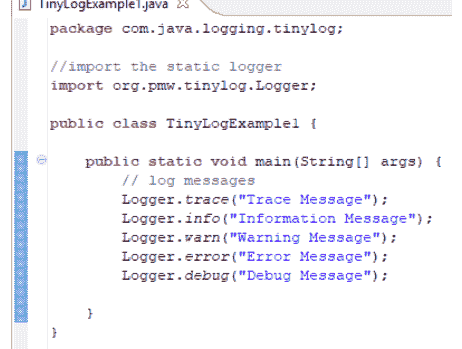 TinyLogExample1.java
package com.java.logging.tinylog;
//import the static logger
import org.pmw.tinylog.Logger;
public class TinyLogExample1 {
public static void main(String[] args) {
// log messages
Logger.trace("Trace Message");
Logger.info("Information Message");
Logger.warn("Warning Message");
Logger.error("Error Message");
Logger.debug("Debug Message");
}
}